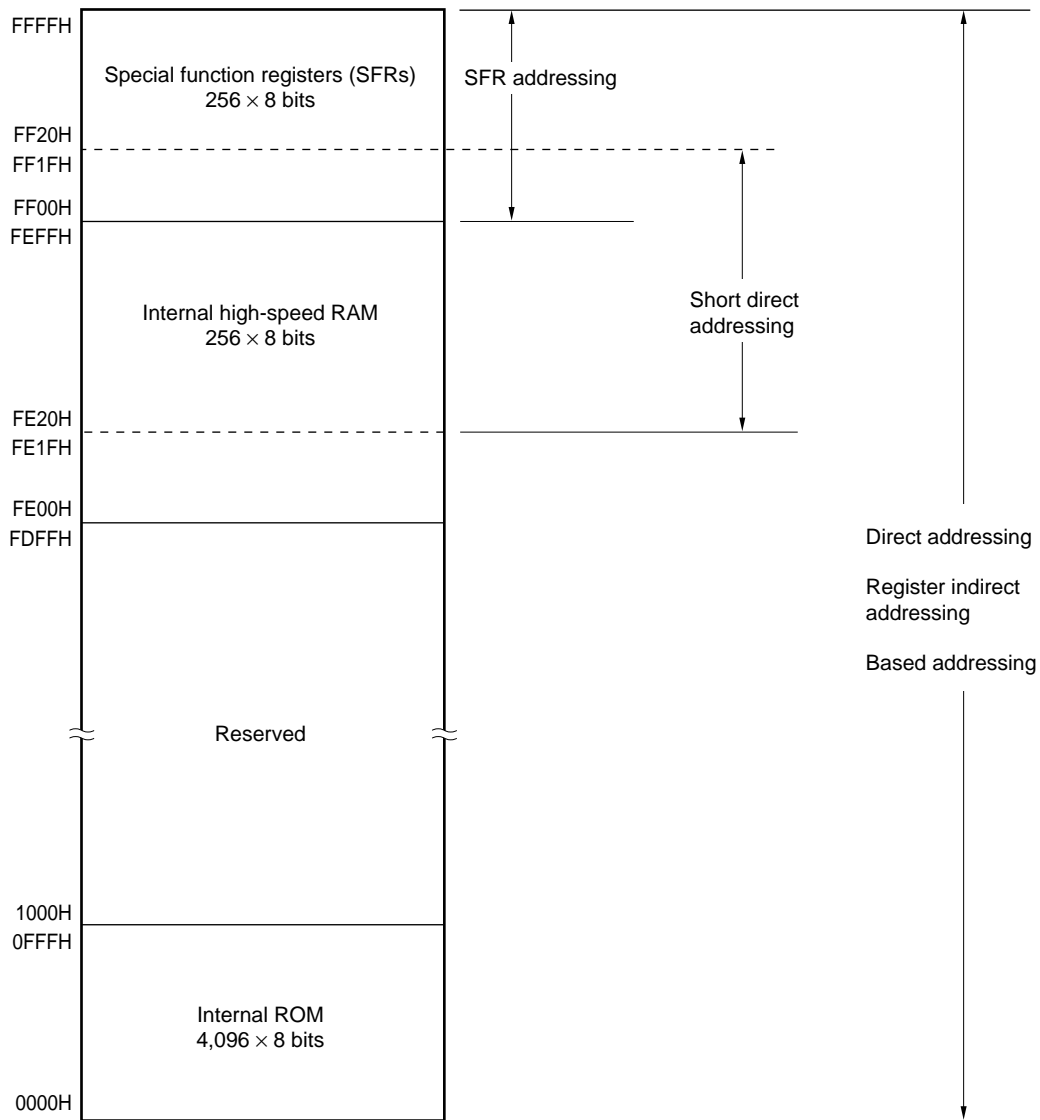 FFFFH
Special function registers (SFRs)
256 × 8 bits
SFR addressing
FF20H
FF1FH
FF00H
FEFFH
Internal high-speed RAM
256 × 8 bits
Short direct
addressing
FE20H
FE1FH
FE00H
FDFFH
Direct addressing
Register indirect
addressing
Based addressing
Reserved
1000H
0FFFH
Internal ROM
4,096 × 8 bits
0000H